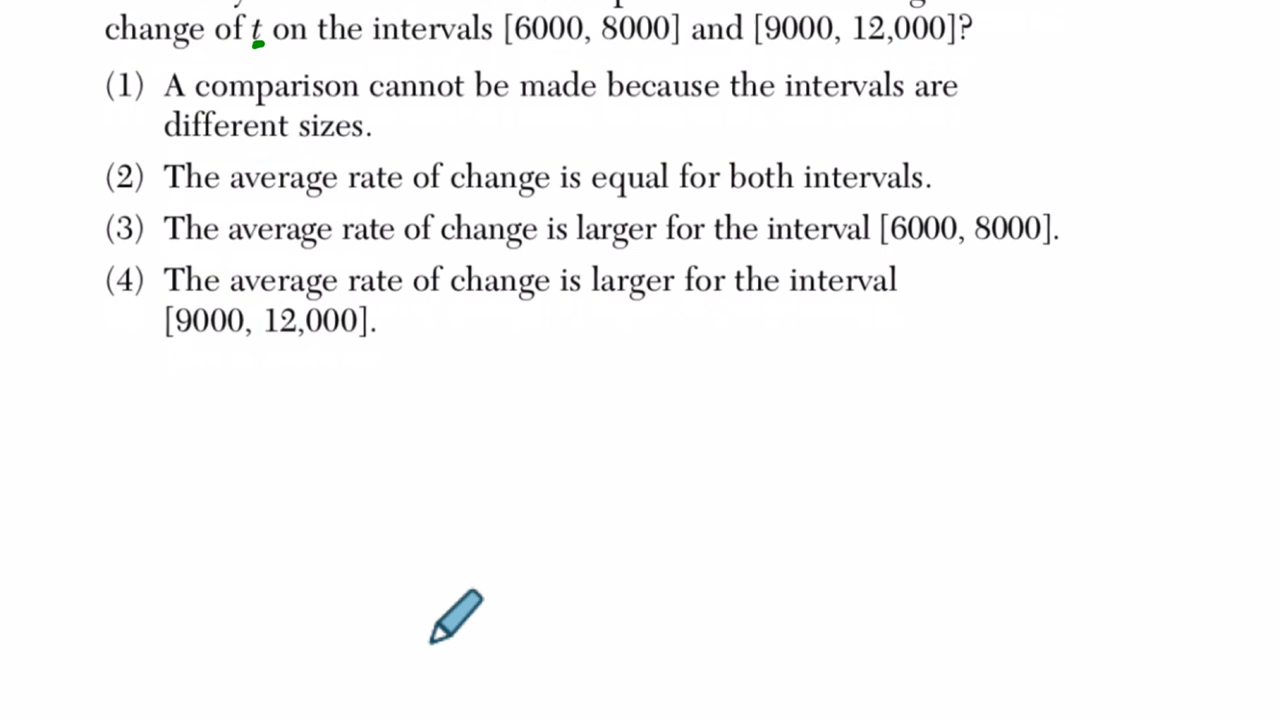 change of t on the intervals [6000, 8000] and [9000, 12,000]?
(1) A comparison cannot be made because the intervals are
different sizes.
(2) The average rate of change is equal for both intervals.
(3) The average rate of change is larger for the interval [6000, 8000].
(4) The average rate of change is larger for the interval
[9000, 12,000].